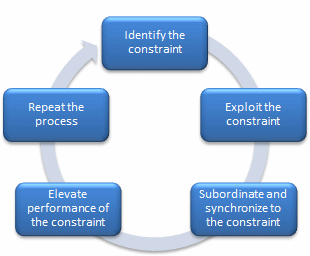 Identify the
constraint
Exploit the
constraint
Subordinate and
synchronize to
the constraint
Elevate
performance of
the constraint
Repeat the
process